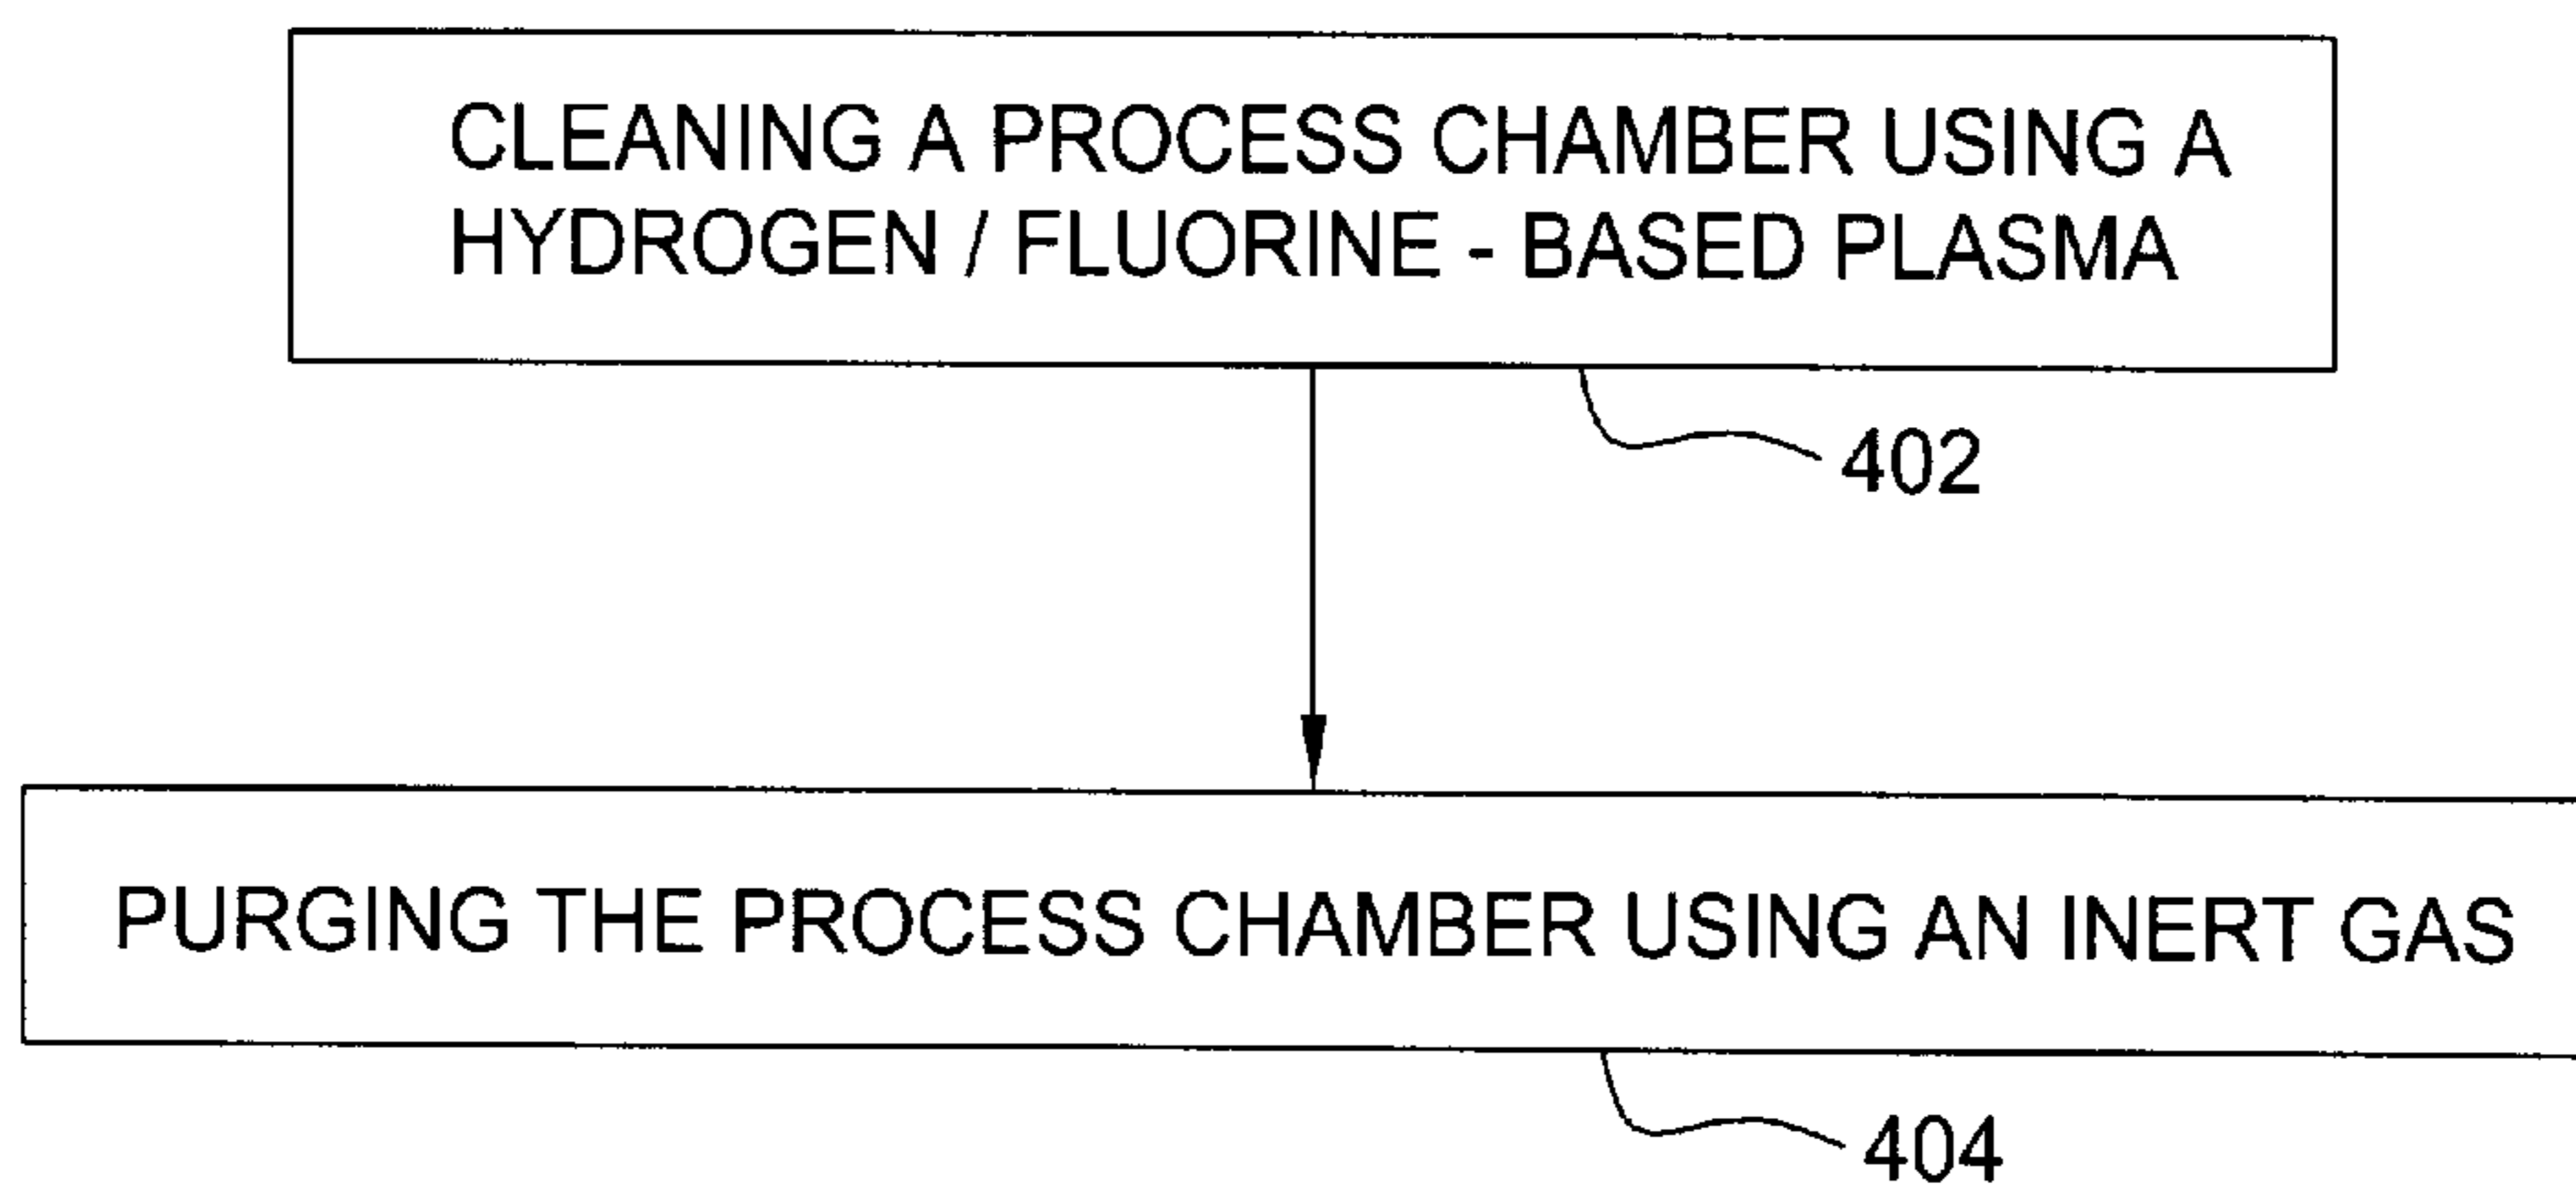 CLEANING A PROCESS CHAMBER USING A
HYDROGEN / FLUORINE - BASED PLASMA
402
PURGING THE PROCESS CHAMBER USING AN INERT GAS
404